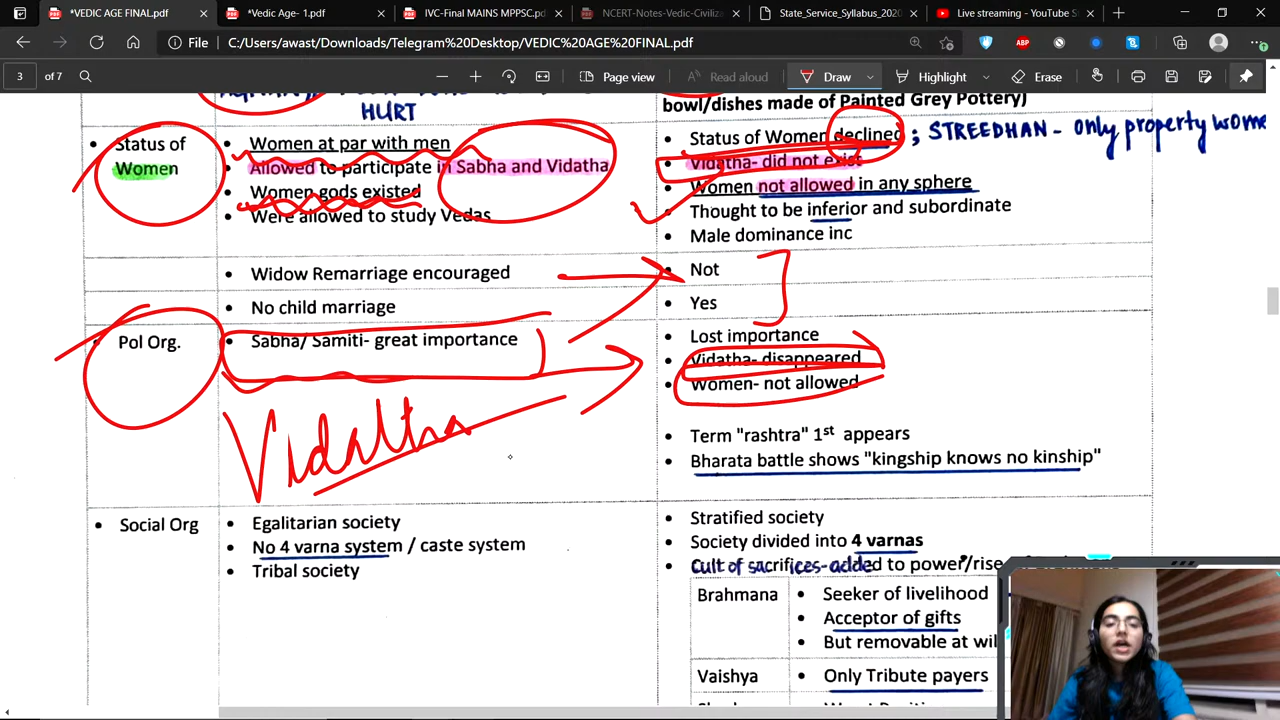 *VEDIC AGE FINAL.pdf
*Vedic Age- 1.pdf
IVC-Final MAINS MPPSC.pdf
NCERT-Notes-Vedic-Civiliza
State_Service_Syllabus_2020
Live streaming - YouTube S
File
C:/Users/awast/Downloads/Telegram%20Desktop/VEDIC%20AGE%20FINAL.pdf
3 of 7
Page view
Read aloud
Draw
Highlight
Erase
HURT
bowl/dishes made of Painted Grey Pottery)
Status of Women
Women at par with men
Allowed to participate in Sabha and Vidatha
Women gods existed
Were allowed to study Vedas
Status of Women declined ; STREEDHAN - only property wome
Vidatha- did not exist
Women not allowed in any sphere
Thought to be inferior and subordinate
Male dominance inc
Widow Remarriage encouraged
Not
No child marriage
Yes
Pol Org.
Sabha/ Samiti- great importance
Vidaltha
Lost importance
Vidatha- disappeared
Women- not allowed
Term "rashtra" 1st appears
Bharata battle shows "kingship knows no kinship"
Social Org
Egalitarian society
No 4 varna system / caste system
Tribal society
Stratified society
Society divided into 4 varnas
Cult of sacrifices-added to power/rise
Brahmana
Seeker of livelihood
Acceptor of gifts
But removable at wil
Vaishya
Only Tribute payers